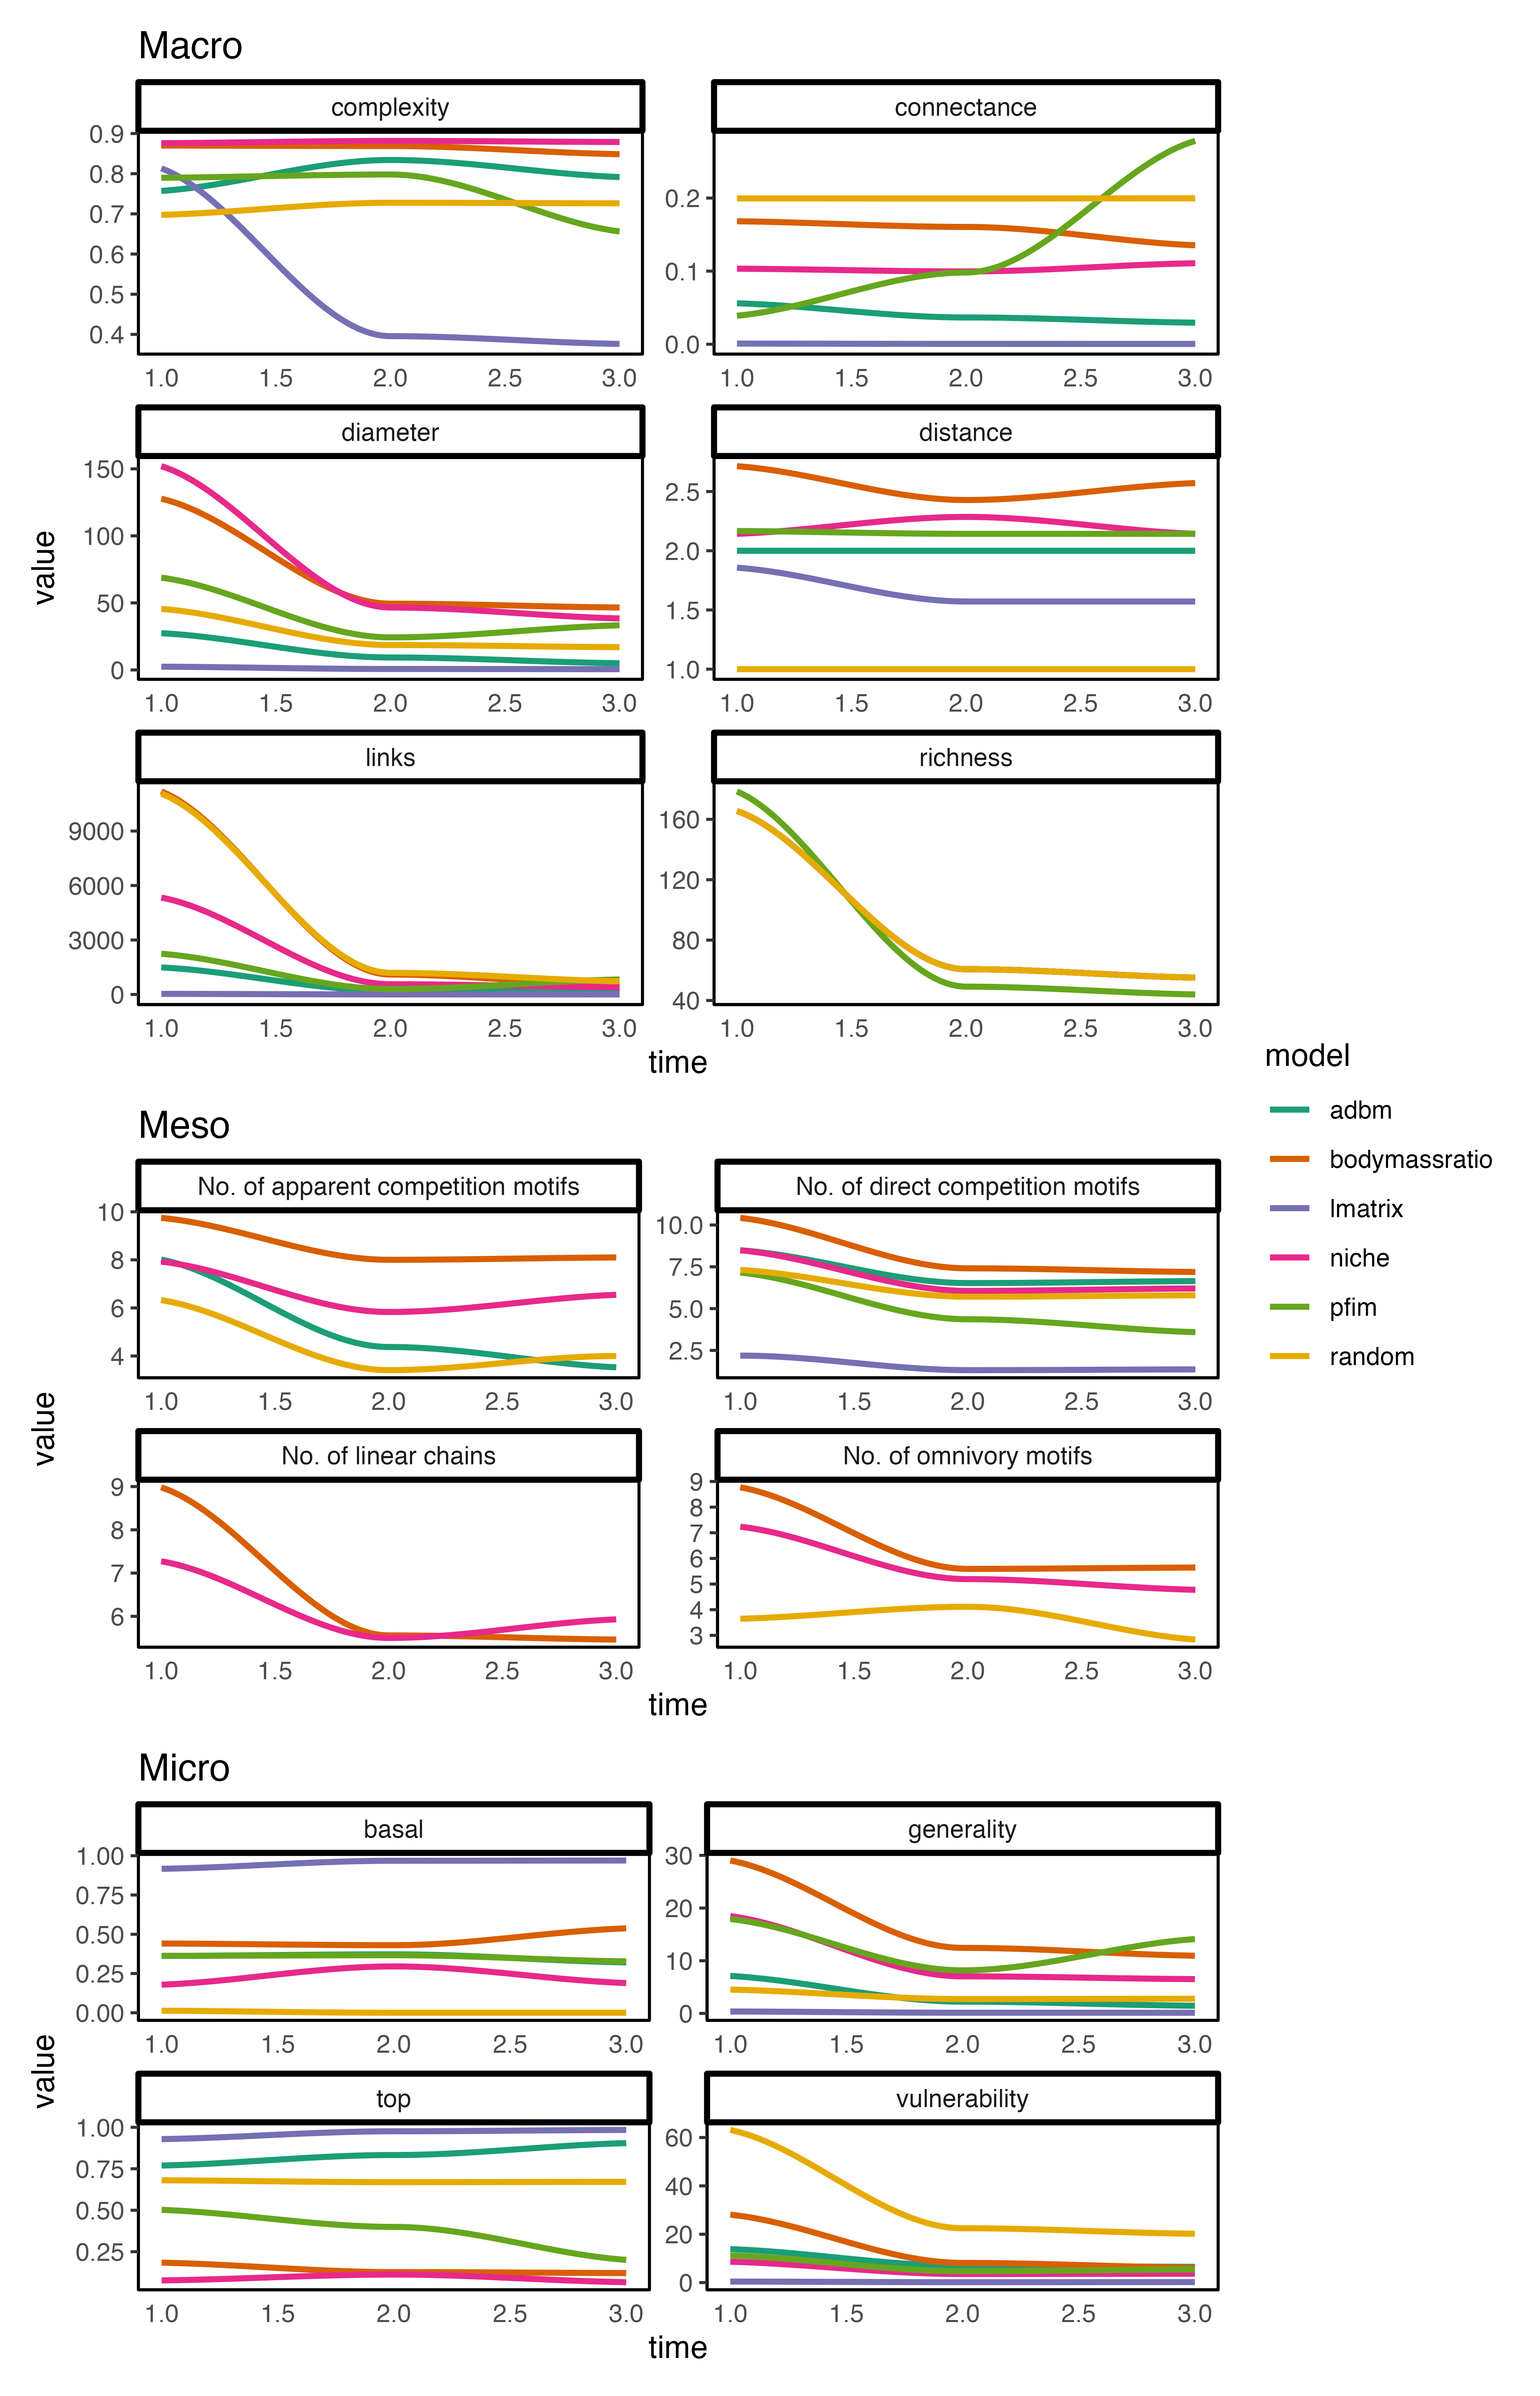 Macro
complexity
connectance
0.9
0.8
0.7
0.6
0.5
0.4
0.2
0.1
0.0
1.0 1.5 2.0 2.5 3.0
1.0 1.5 2.0 2.5 3.0
diameter
distance
150
100
50
0
2.5
2.0
1.5
1.0
1.0 1.5 2.0 2.5 3.0
1.0 1.5 2.0 2.5 3.0
value
links
richness
9000
6000
3000
0
160
120
80
40
1.0 1.5 2.0 2.5 3.0
1.0 1.5 2.0 2.5 3.0
time
model
adbm
bodymassratio
lmatrix
niche
pfim
random
Meso
No. of apparent competition motifs
No. of direct competition motifs
10
8
6
4
10.0
7.5
5.0
2.5
1.0 1.5 2.0 2.5 3.0
1.0 1.5 2.0 2.5 3.0
value
No. of linear chains
No. of omnivory motifs
9
8
7
6
9
8
7
6
5
4
3
1.0 1.5 2.0 2.5 3.0
1.0 1.5 2.0 2.5 3.0
time
Micro
basal
generality
1.00
0.75
0.50
0.25
0.00
30
20
10
0
1.0 1.5 2.0 2.5 3.0
1.0 1.5 2.0 2.5 3.0
value
top
vulnerability
1.00
0.75
0.50
0.25
60
40
20
0
1.0 1.5 2.0 2.5 3.0
1.0 1.5 2.0 2.5 3.0
time